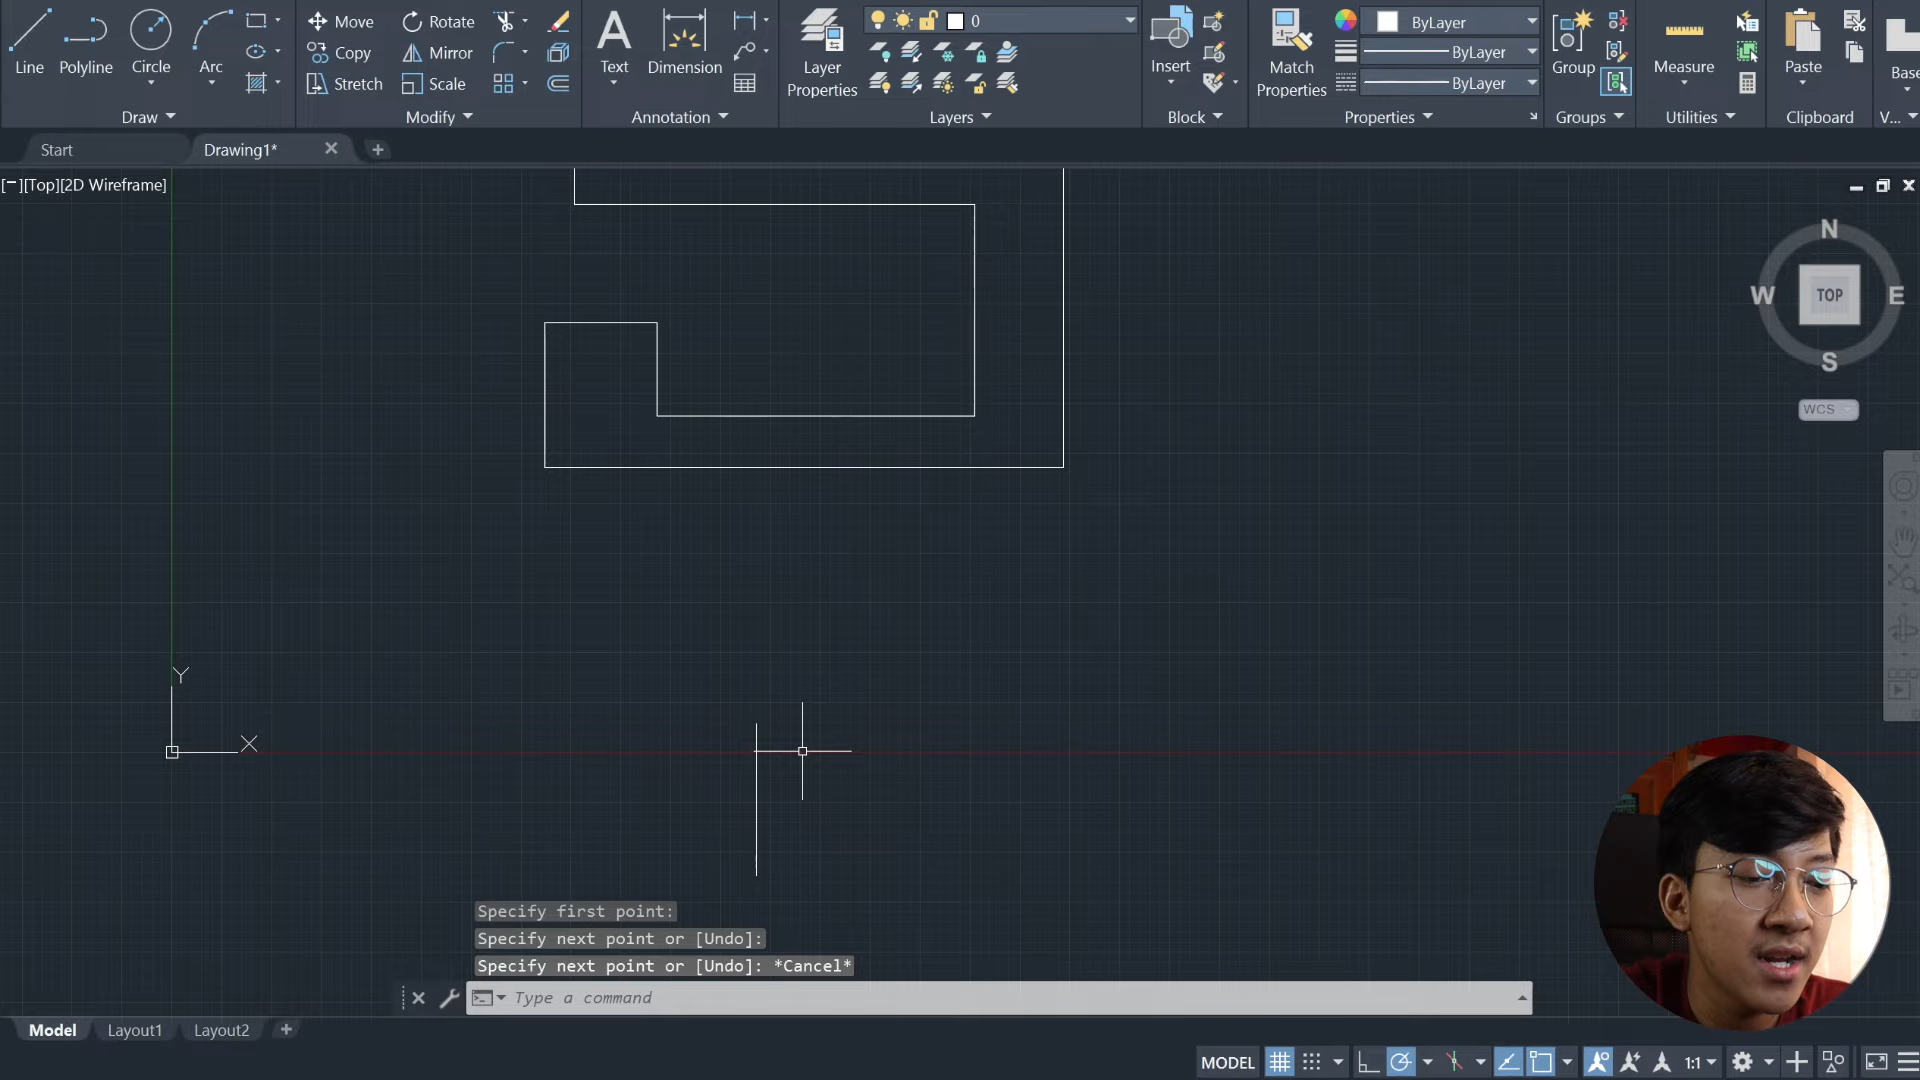 Line
Polyline
Circle
Arc
Draw
Move
Copy
Stretch
Rotate
Mirror
Scale
Modify
Text
Dimension
Annotation
Layer
Properties
0
Layers
Insert
Block
Match
Properties
ByLayer
ByLayer
ByLayer
Properties
Group
Groups
Measure
Utilities
Paste
Clipboard
Base
V...
Start
Drawing1*
[−][Top][2D Wireframe]
N
W
TOP
E
S
WCS
Y
X
Specify first point:
Specify next point or [Undo]:
Specify next point or [Undo]: *Cancel*
Type a command
Model
Layout1
Layout2
MODEL
1:1